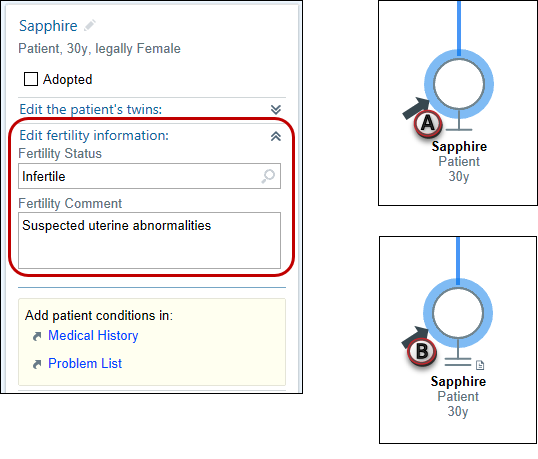 Sapphire
Patient, 30y, legally Female
Adopted
Edit the patient's twins:
Edit fertility information:
Fertility Status
Infertile
Fertility Comment
Suspected uterine abnormalities
Add patient conditions in:
Medical History
Problem List
A
Sapphire
Patient
30y
B
Sapphire
Patient
30y